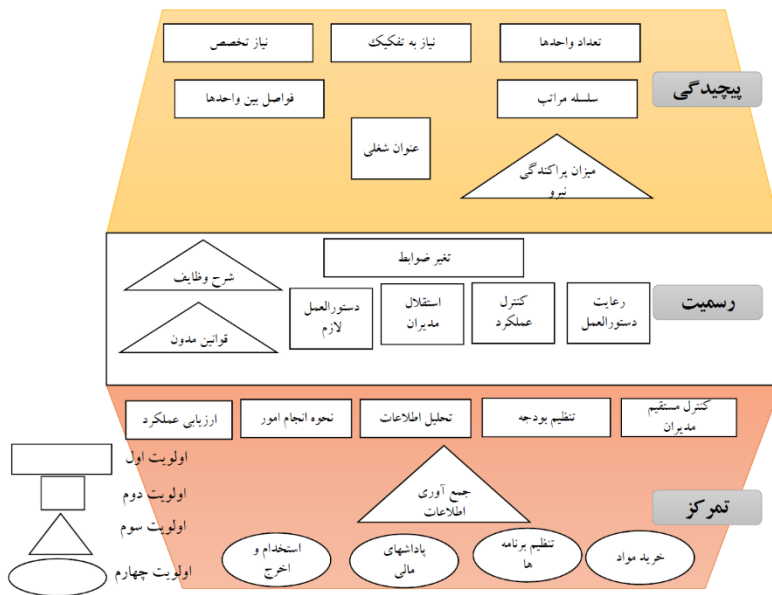 تعداد واحدها
نیاز به تفکیک
نیاز تخصص
پیچیدگی
سلسله مراتب
فواصل بین واحدها
عنوان شغلی
میزان پراکندگی
نیرو
تغیر ضوابط
شرح وظایف
رسمیت
رعایت
دستورالعمل
کنترل
عملکرد
استقلال
مدیران
دستورالعمل
لازم
قوانین مدون
کنترل مستقیم
مدیران
تنظیم بودجه
تحلیل اطلاعات
نحوه انجام امور
ارزیابی عملکرد
جمع آوری
اطلاعات
تمرکز
خرید مواد
تنظیم برنامه
ها
پاداشهای
مالی
استخدام و
اخرج
اولویت اول
اولویت دوم
اولویت سوم
اولویت چهارم